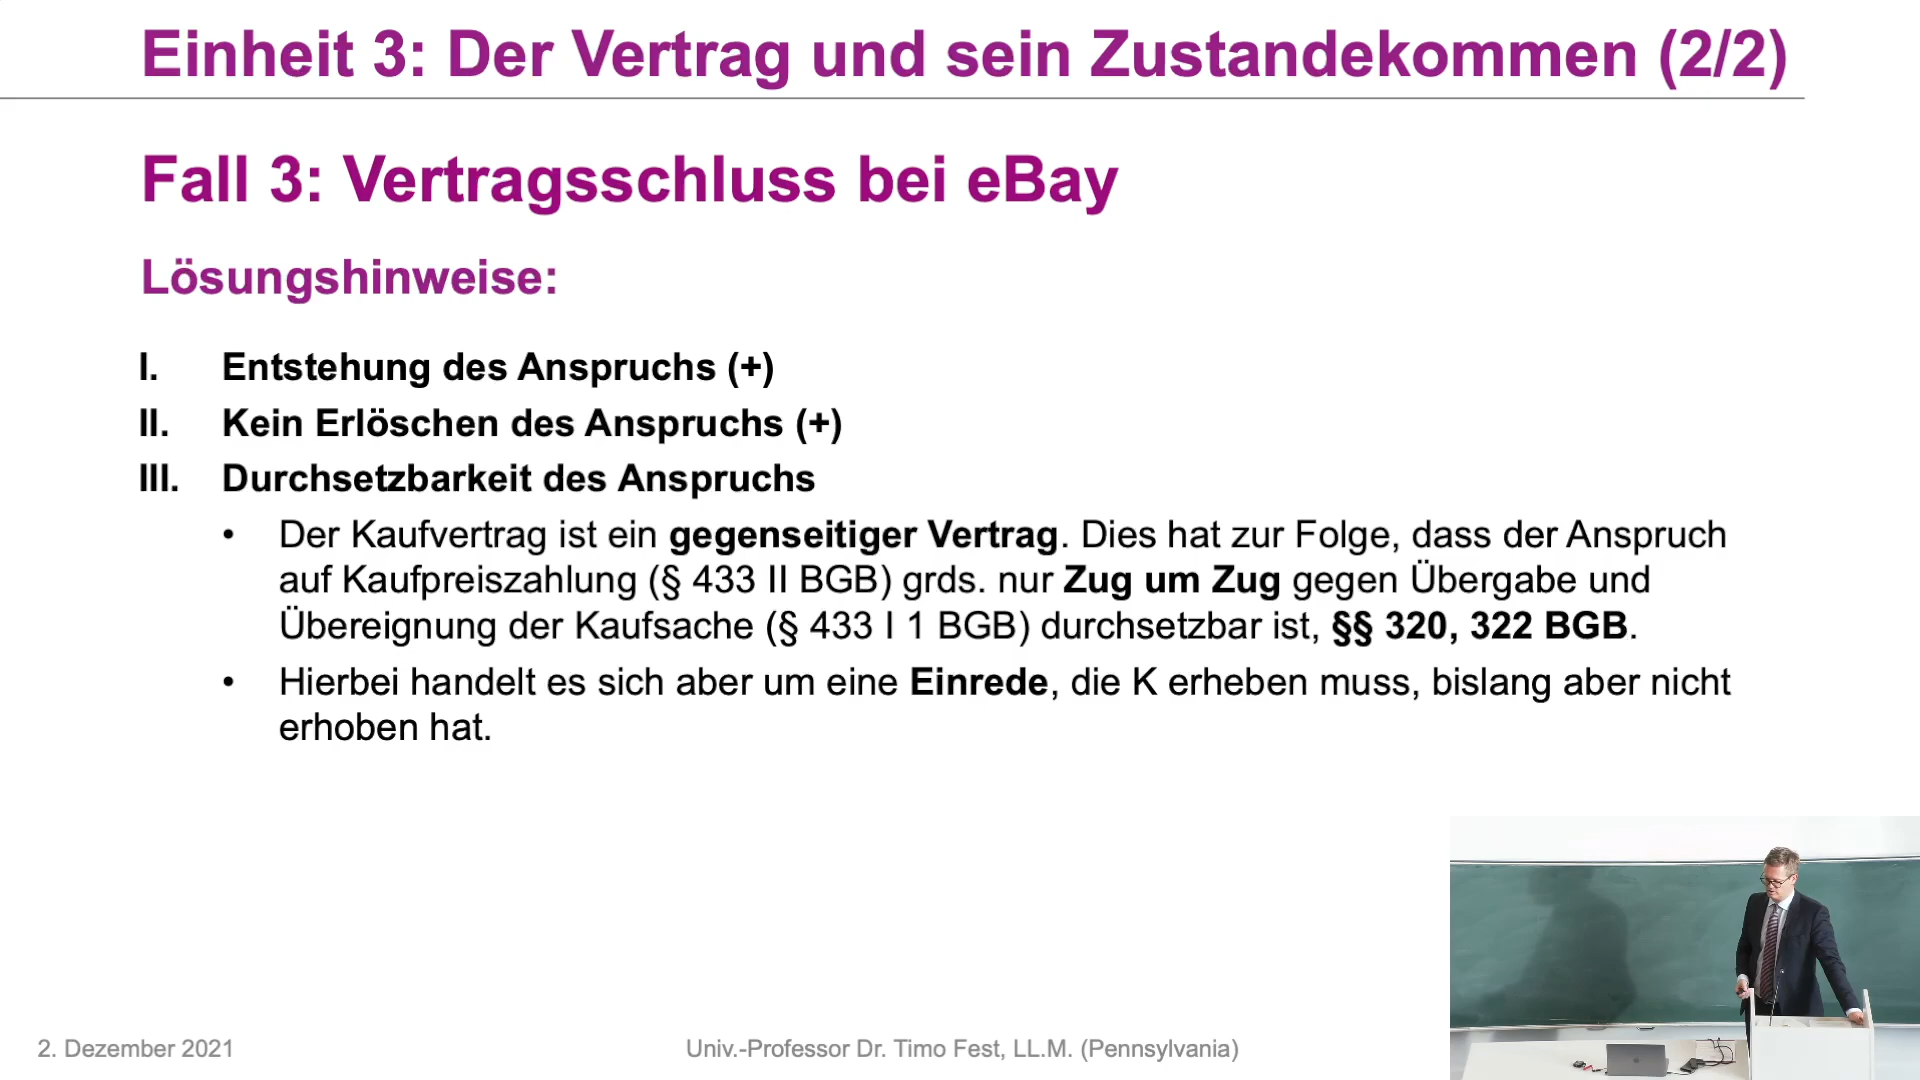 Einheit 3: Der Vertrag und sein Zustandekommen (2/2)
Fall 3: Vertragsschluss bei eBay
Lösungshinweise:
I. Entstehung des Anspruchs (+)
II. Kein Erlöschen des Anspruchs (+)
III. Durchsetzbarkeit des Anspruchs
• Der Kaufvertrag ist ein gegenseitiger Vertrag. Dies hat zur Folge, dass der Anspruch
auf Kaufpreiszahlung (§ 433 II BGB) grds. nur Zug um Zug gegen Übergabe und
Übereignung der Kaufsache (§ 433 I 1 BGB) durchsetzbar ist, §§ 320, 322 BGB.
• Hierbei handelt es sich aber um eine Einrede, die K erheben muss, bislang aber nicht
erhoben hat.
2. Dezember 2021
Univ.-Professor Dr. Timo Fest, LL.M. (Pennsylvania)